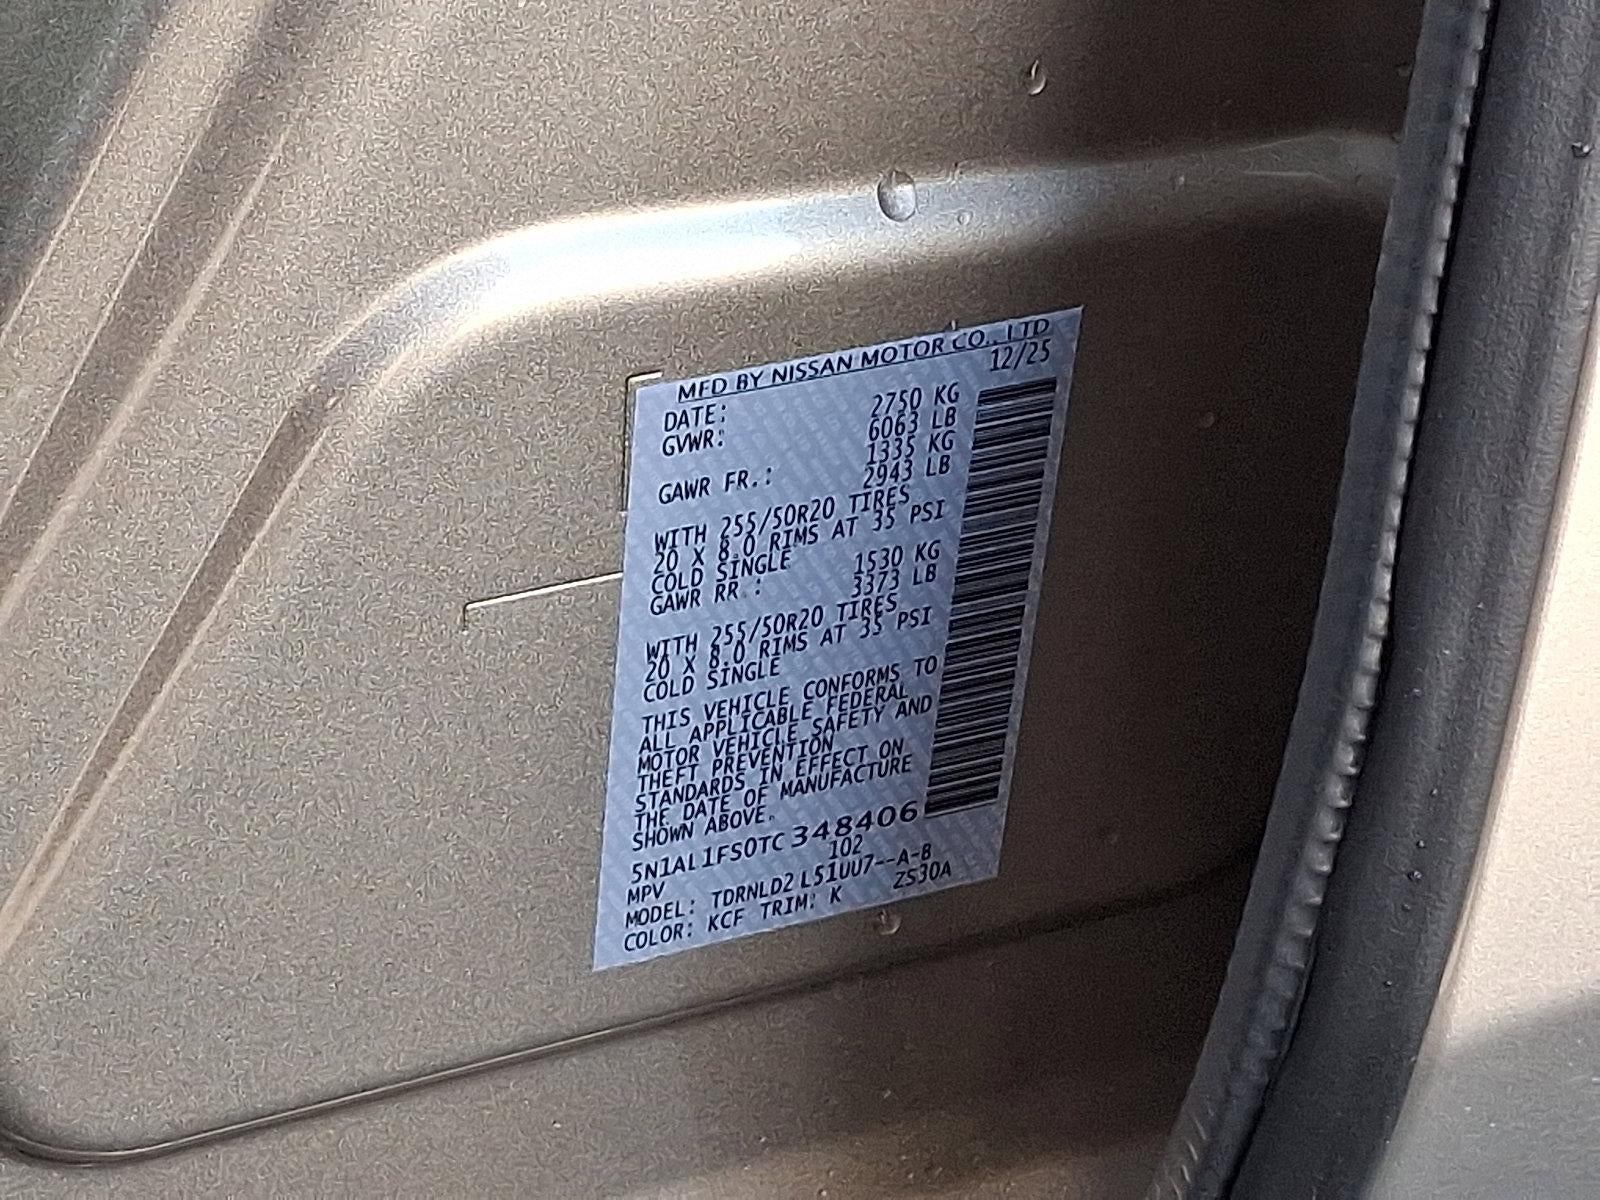 MFD BY NISSAN MOTOR CO., LTD
DATE: 12/25
GVWR: 2750 KG
6063 LB
GAWR FR.: 1335 KG
2943 LB
WITH 255/50R20 TIRES
20 X 8.0 RIMS AT 35 PSI
COLD SINGLE
GAWR RR.: 1530 KG
3373 LB
WITH 255/50R20 TIRES
20 X 8.0 RIMS AT 35 PSI
COLD SINGLE
THIS VEHICLE CONFORMS TO
ALL APPLICABLE FEDERAL
MOTOR VEHICLE SAFETY AND
THEFT PREVENTION
STANDARDS IN EFFECT ON
THE DATE OF MANUFACTURE
SHOWN ABOVE.
5N1AL1FS0TC348406
MPV 102
MODEL: TDRNLD2 L51UU7--A-B
COLOR: KCF TRIM: K ZS30A